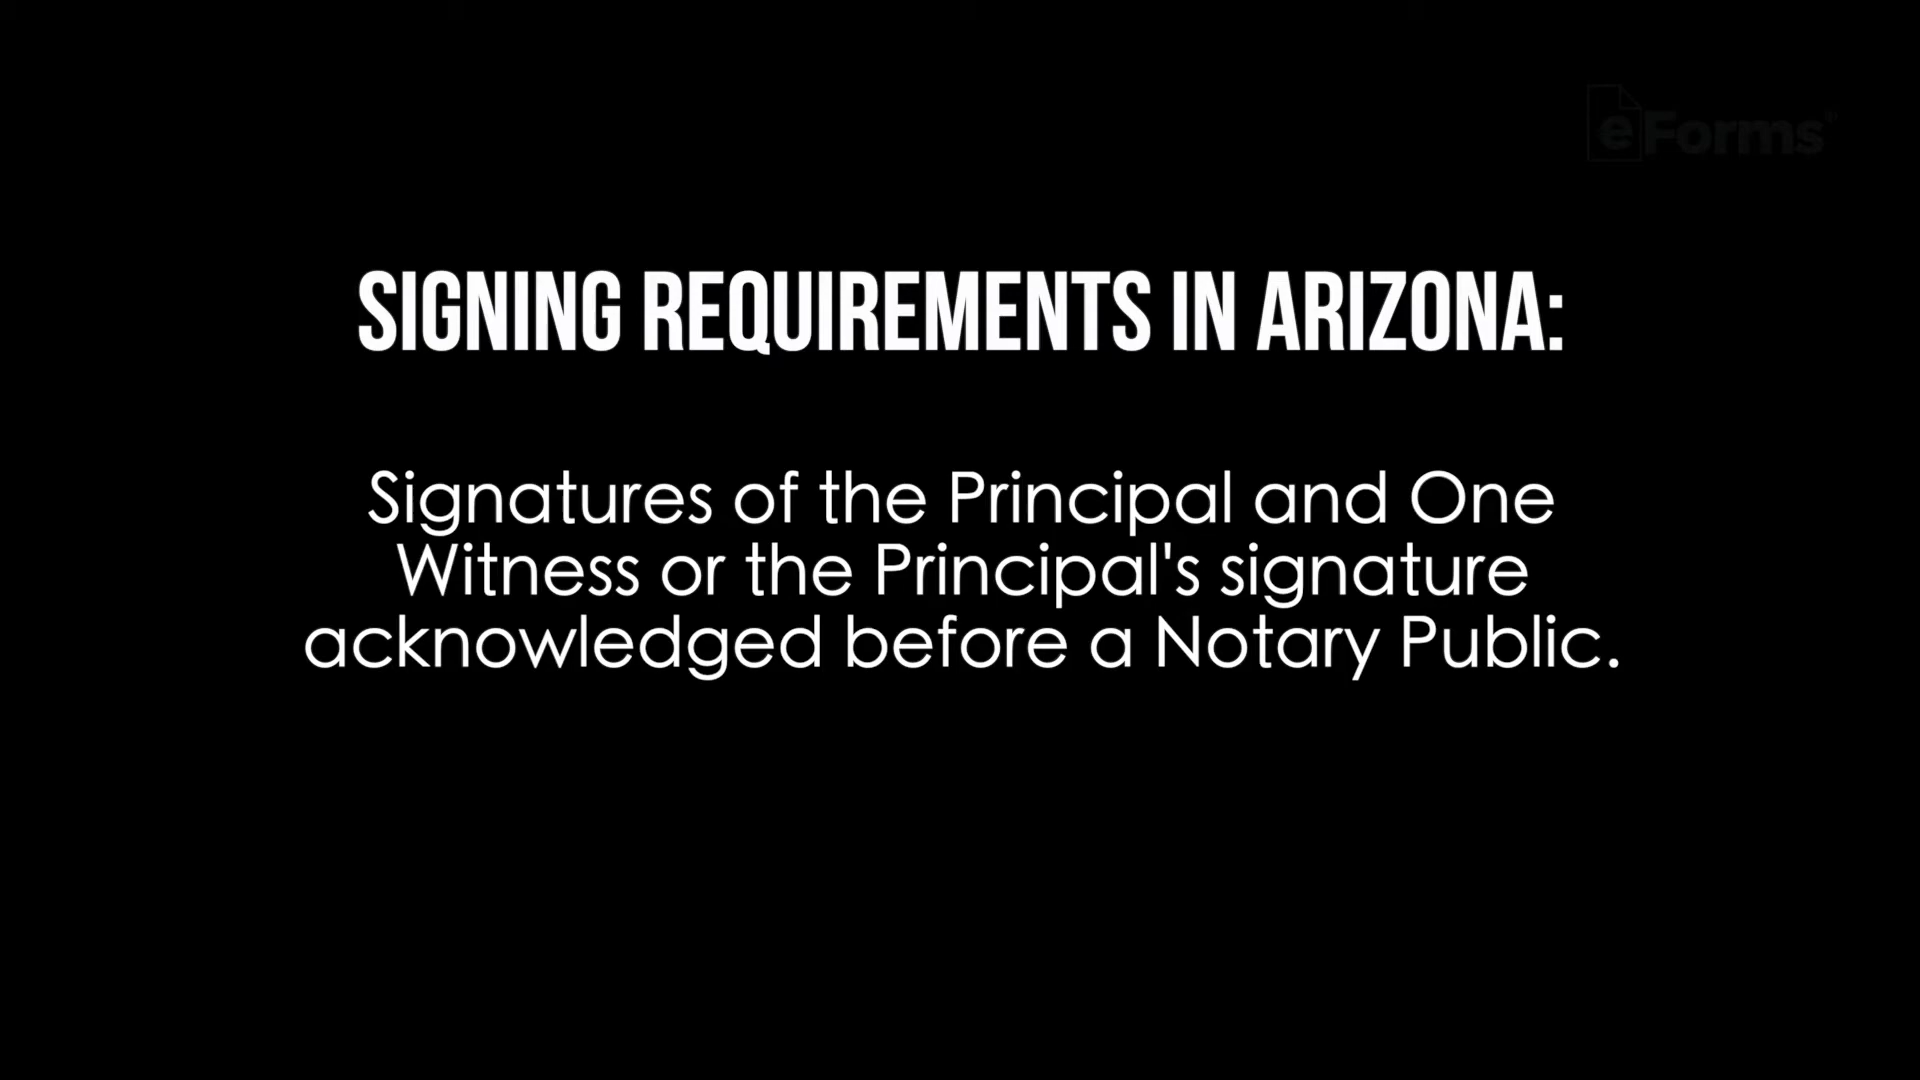 eForms
SIGNING REQUIREMENTS IN ARIZONA:
Signatures of the Principal and One
Witness or the Principal's signature
acknowledged before a Notary Public.